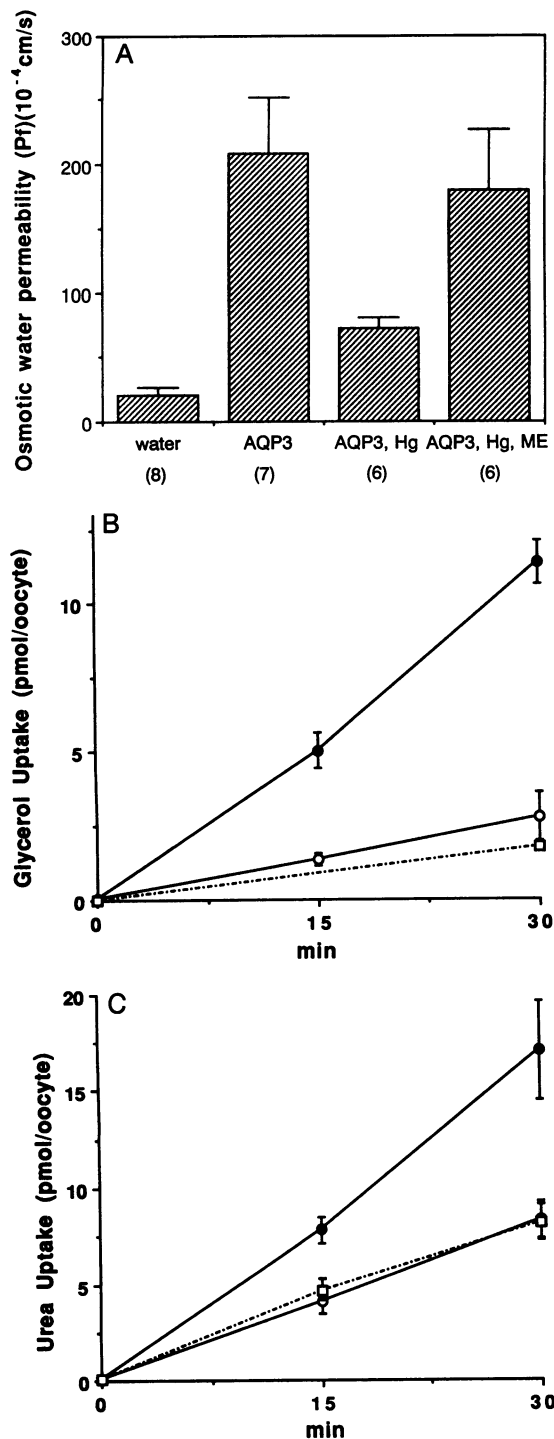 A
Osmotic water permeability (Pf)(10⁻⁴cm/s)
300
200
100
0
water AQP3 AQP3, Hg AQP3, Hg, ME
(8) (7) (6) (6)
B
Glycerol Uptake (pmol/oocyte)
10
5
0
0 15 30
min
C
Urea Uptake (pmol/oocyte)
20
15
10
5
0
0 15 30
min